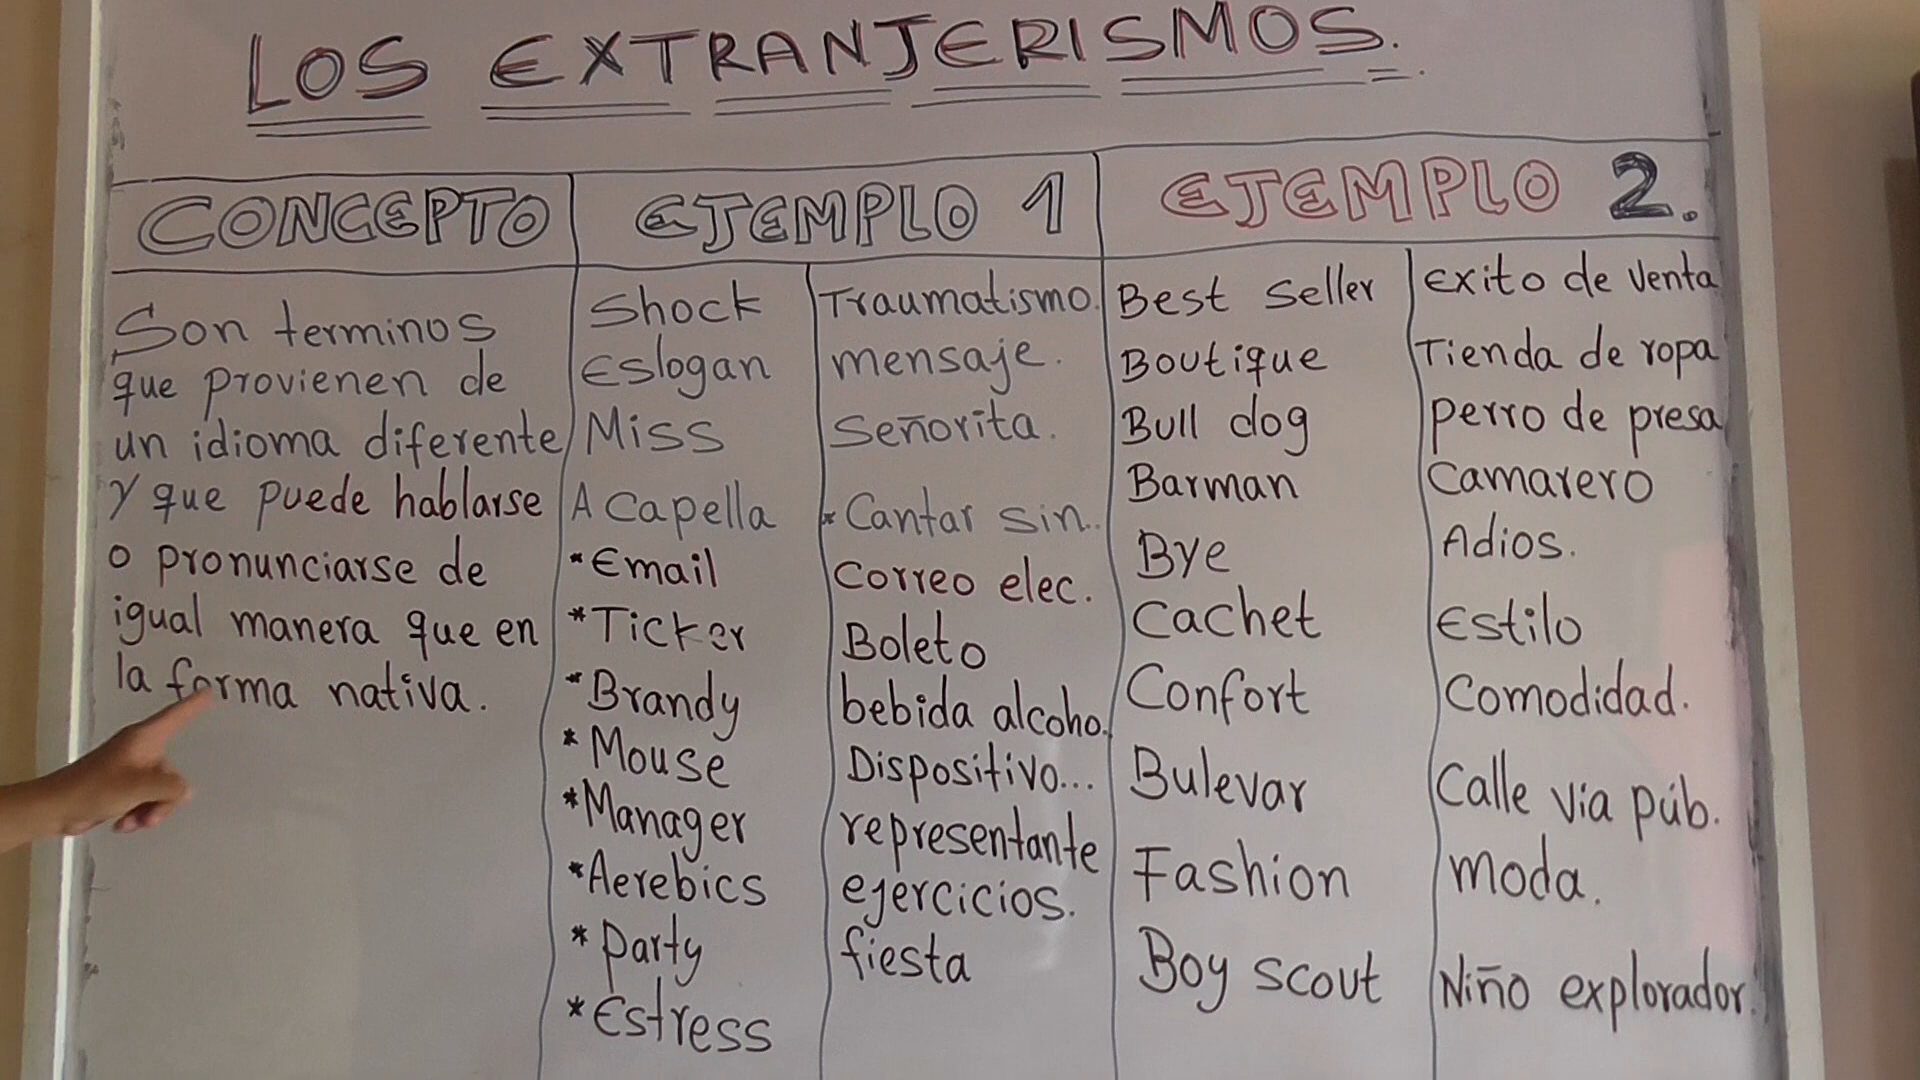 LOS EXTRANJERISMOS.
CONCEPTO
Son terminos
que provienen de
un idioma diferente
y que puede hablarse
o pronunciarse de
igual manera que en
la forma nativa.
EJEMPLO 1
Shock Traumatismo.
Eslogan mensaje.
Miss Señorita.
A Capella * Cantar sin..
* Email Correo elec.
* Ticker Boleto
* Brandy bebida alcoho.
* Mouse Dispositivo...
* Manager representante
* Aerebics ejercicios.
* party fiesta
* Estress
EJEMPLO 2.
Best seller Exito de venta
Boutique Tienda de ropa
Bull dog perro de presa
Barman Camarero
Bye Adios.
Cachet Estilo
Confort Comodidad.
Bulevar Calle via púb.
Fashion moda.
Boy scout Niño explorador.